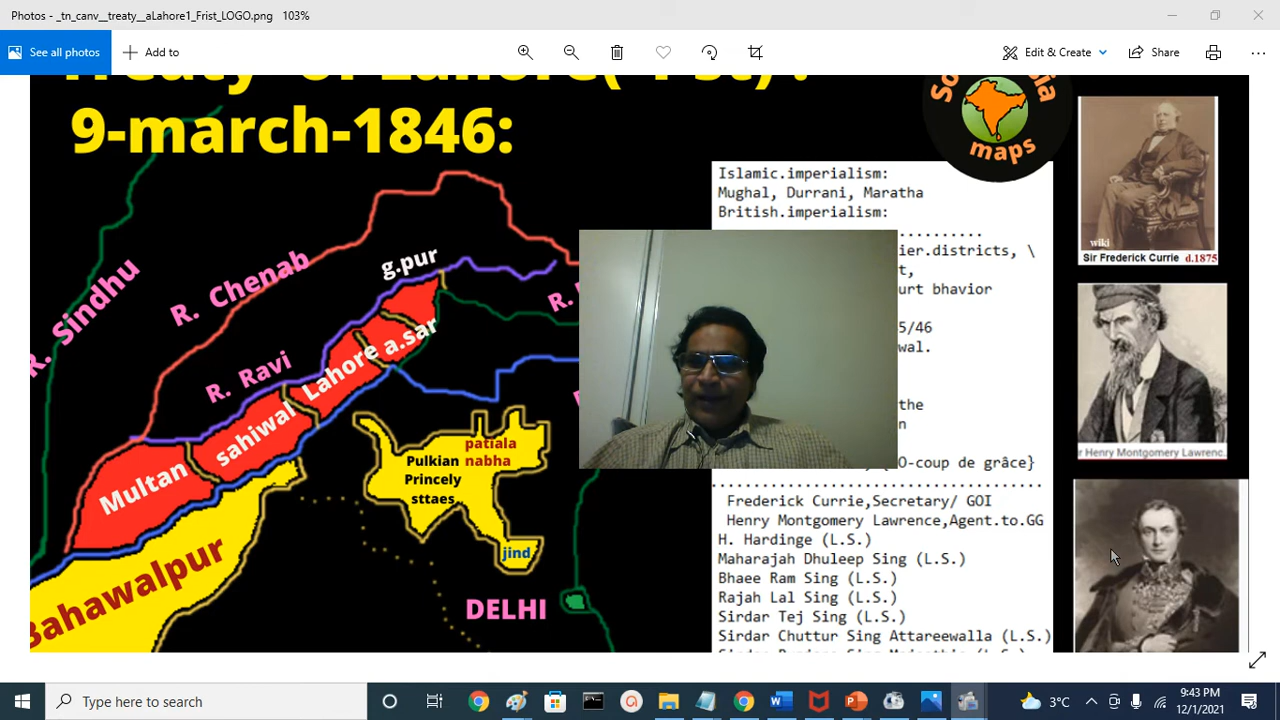 Photos - _tn_canv__treaty__aLahore1_Frist_LOGO.png   103%
See all photos
Add to
Edit & Create
Share
9-march-1846:
maps
Islamic.imperialism:
Mughal, Durrani, Maratha
British.imperialism:
ier.districts, \
t,
urt bhavior
5/46
wal.
the
n
O-coup de grâce}
Frederick Currie,Secretary/ GOI
Henry Montgomery Lawrence,Agent.to.GG
H. Hardinge (L.S.)
Maharajah Dhuleep Sing (L.S.)
Bhaee Ram Sing (L.S.)
Rajah Lal Sing (L.S.)
Sirdar Tej Sing (L.S.)
Sirdar Chuttur Sing Attareewalla (L.S.)
wiki
Sir Frederick Currie d.1875
r Henry Montgomery Lawrenc.
R. Sindhu
R. Chenab
R. Ravi
g.pur
a.sar
Lahore
sahiwal
Multan
Bahawalpur
patiala
Pulkian nabha
Princely
sttaes
jind
DELHI
Type here to search
3°C
9:43 PM
12/1/2021
5